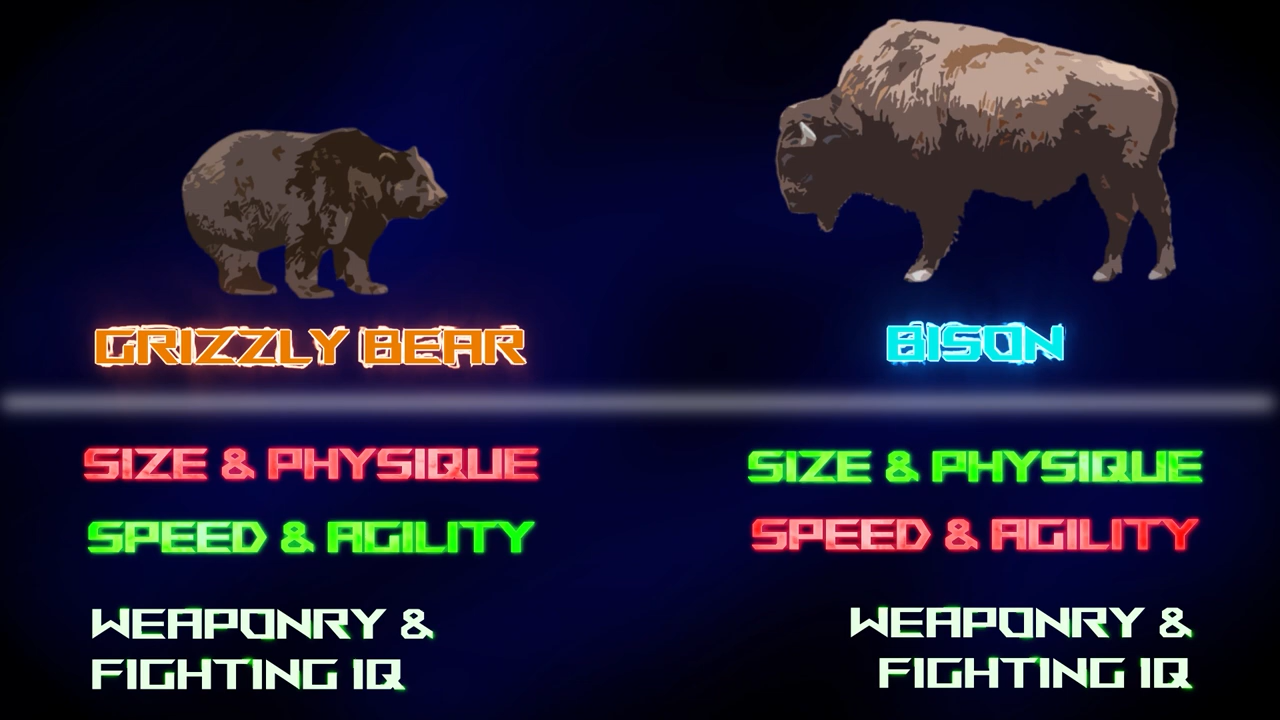 GRIZZLY BEAR
BISON
SIZE & PHYSIQUE
SIZE & PHYSIQUE
SPEED & AGILITY
SPEED & AGILITY
WEAPONRY &
FIGHTING IQ
WEAPONRY &
FIGHTING IQ